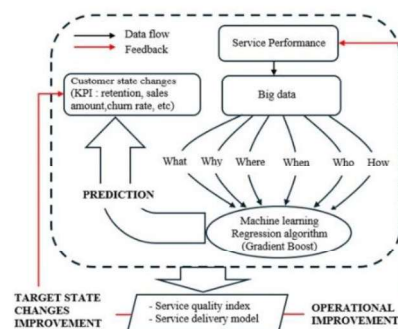 Data flow
Feedback
Service Performance
Customer state changes
(KPI : retention, sales
amount,churn rate, etc)
Big data
What Why Where When Who How
PREDICTION
Machine learning
Regression algorithm
(Gradient Boost)
TARGET STATE
CHANGES
IMPROVEMENT
- Service quality index
- Service delivery model
OPERATIONAL
IMPROVEMENT